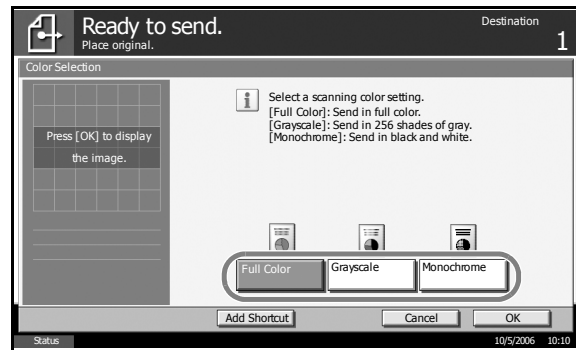 Ready to send.
Destination
Place original.
1
Color Selection
Press [OK] to display
the image.
Select a scanning color setting.
[Full Color]: Send in full color.
[Grayscale]: Send in 256 shades of gray.
[Monochrome]: Send in black and white.
Full Color
Grayscale
Monochrome
Add Shortcut
Cancel
OK
Status
10/5/2006 10:10